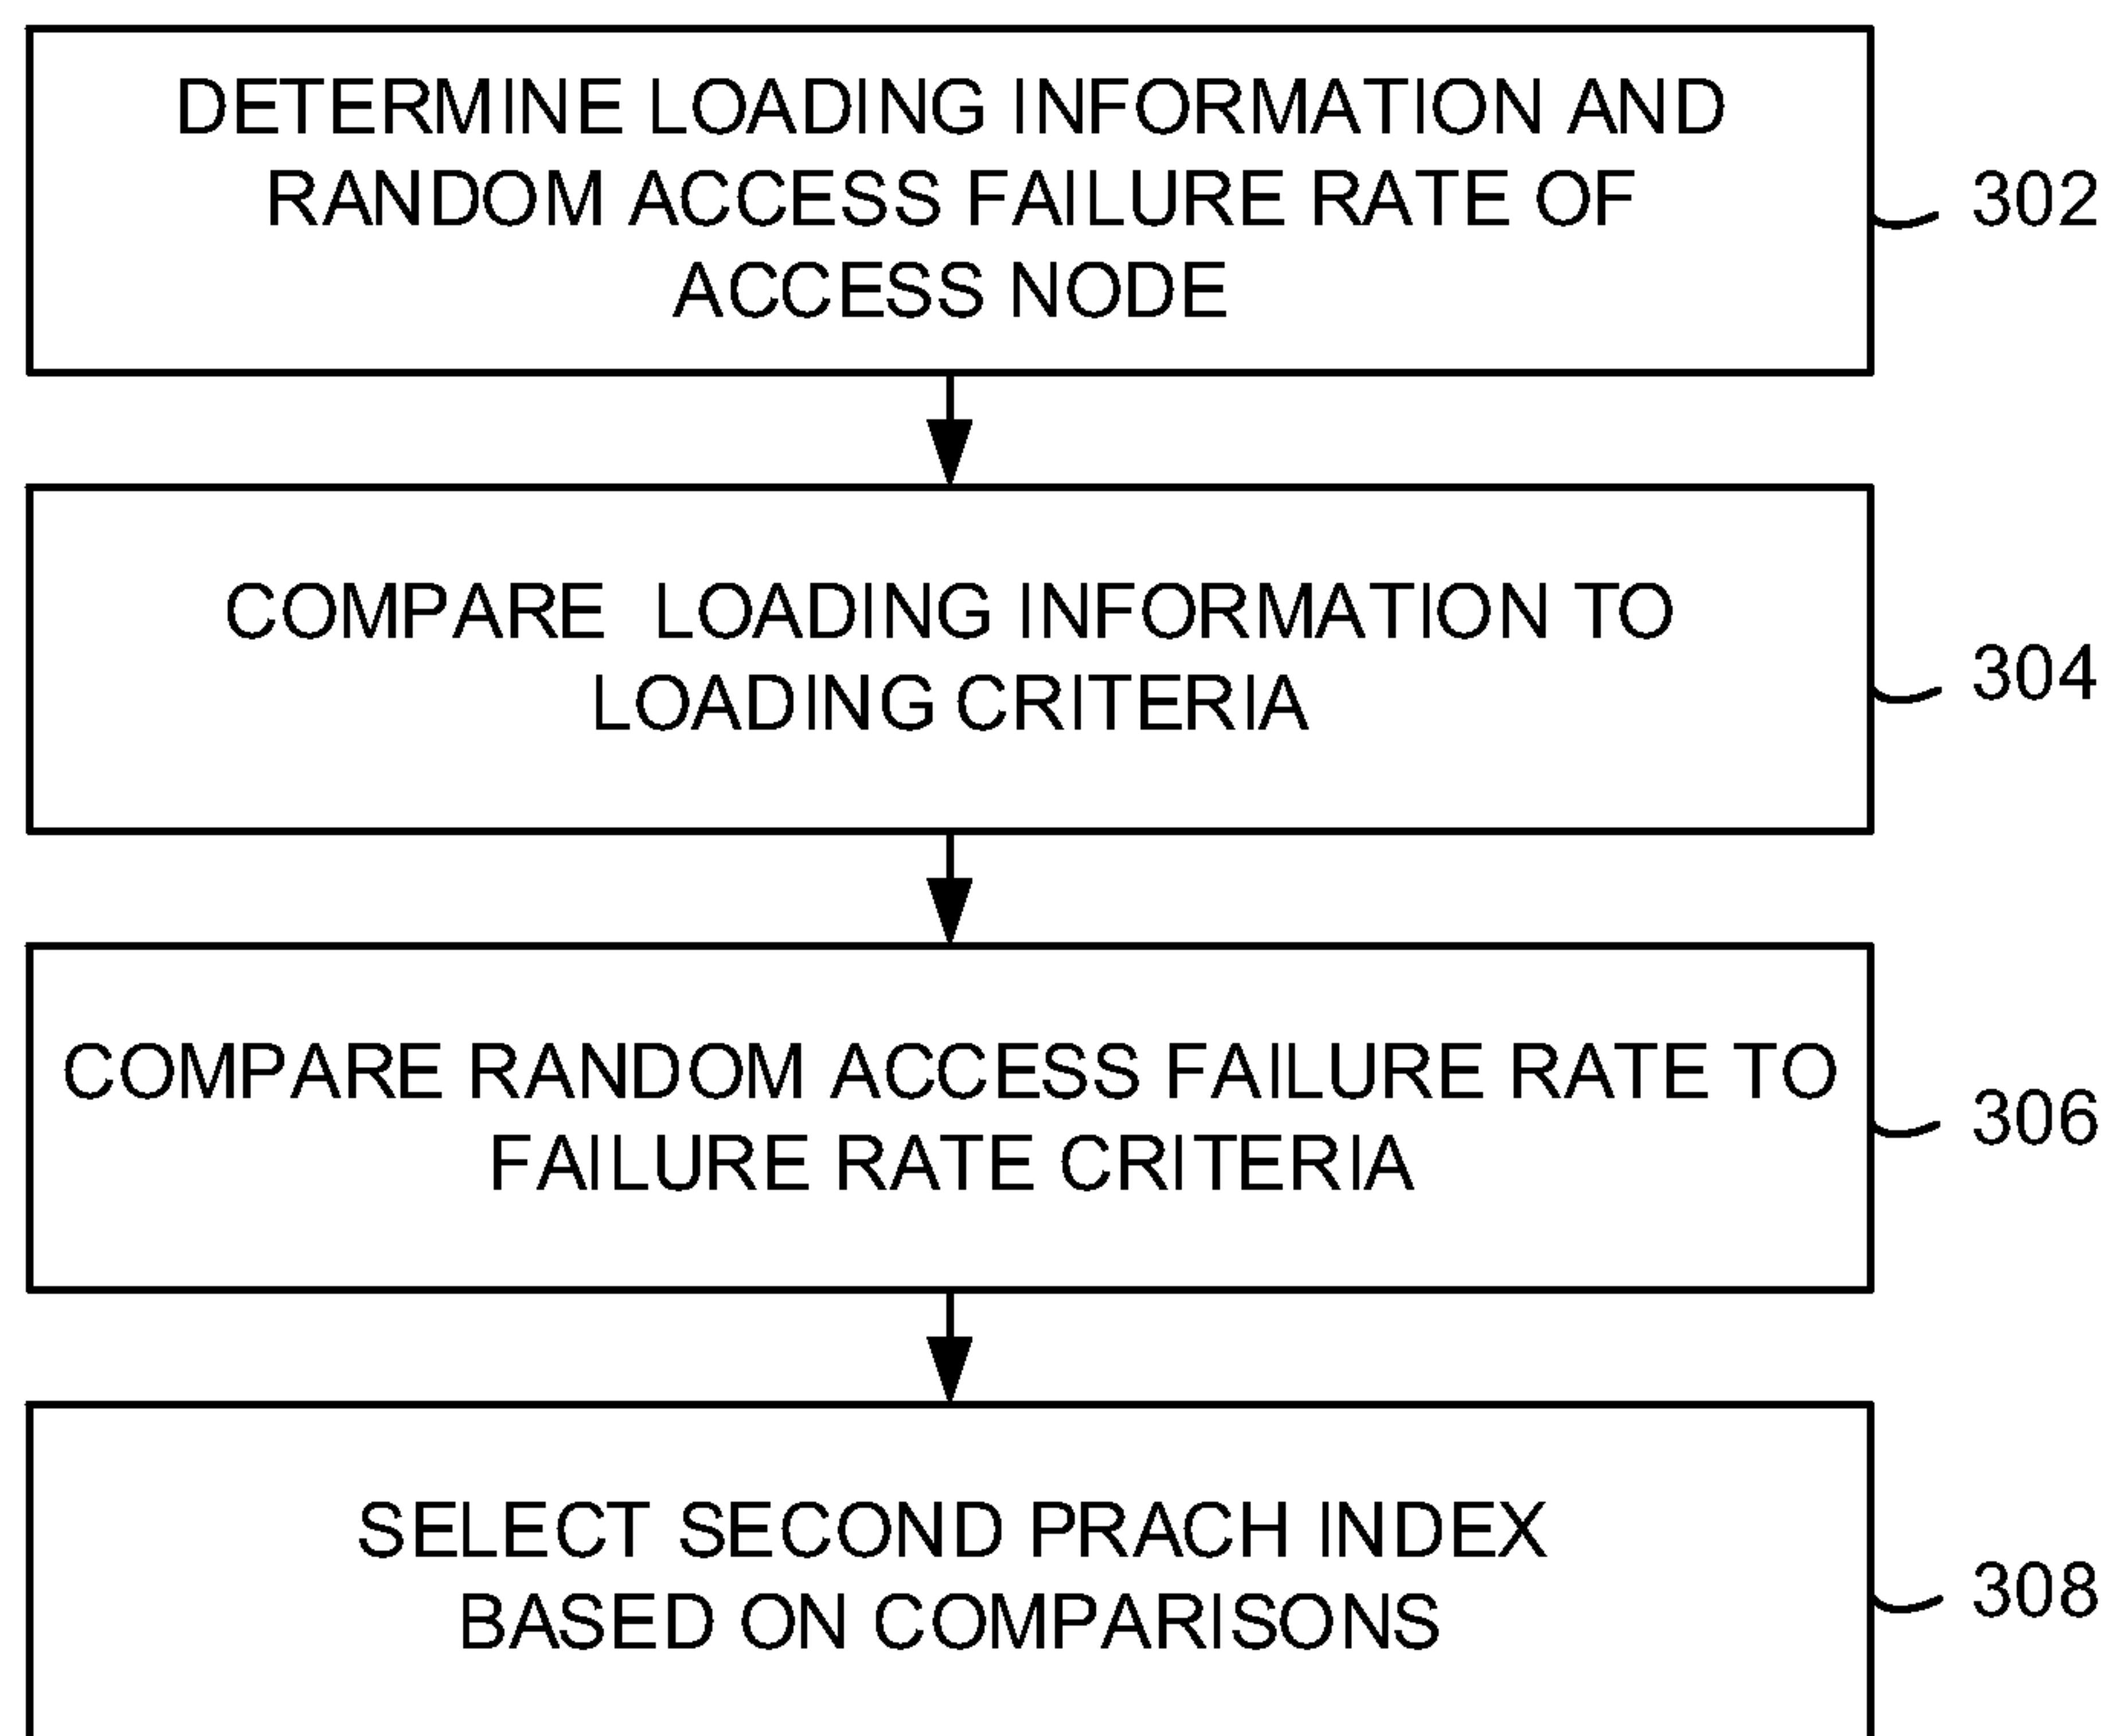 DETERMINE LOADING INFORMATION AND
RANDOM ACCESS FAILURE RATE OF
ACCESS NODE
302
COMPARE LOADING INFORMATION TO
LOADING CRITERIA
304
COMPARE RANDOM ACCESS FAILURE RATE TO
FAILURE RATE CRITERIA
306
SELECT SECOND PRACH INDEX
BASED ON COMPARISONS
308